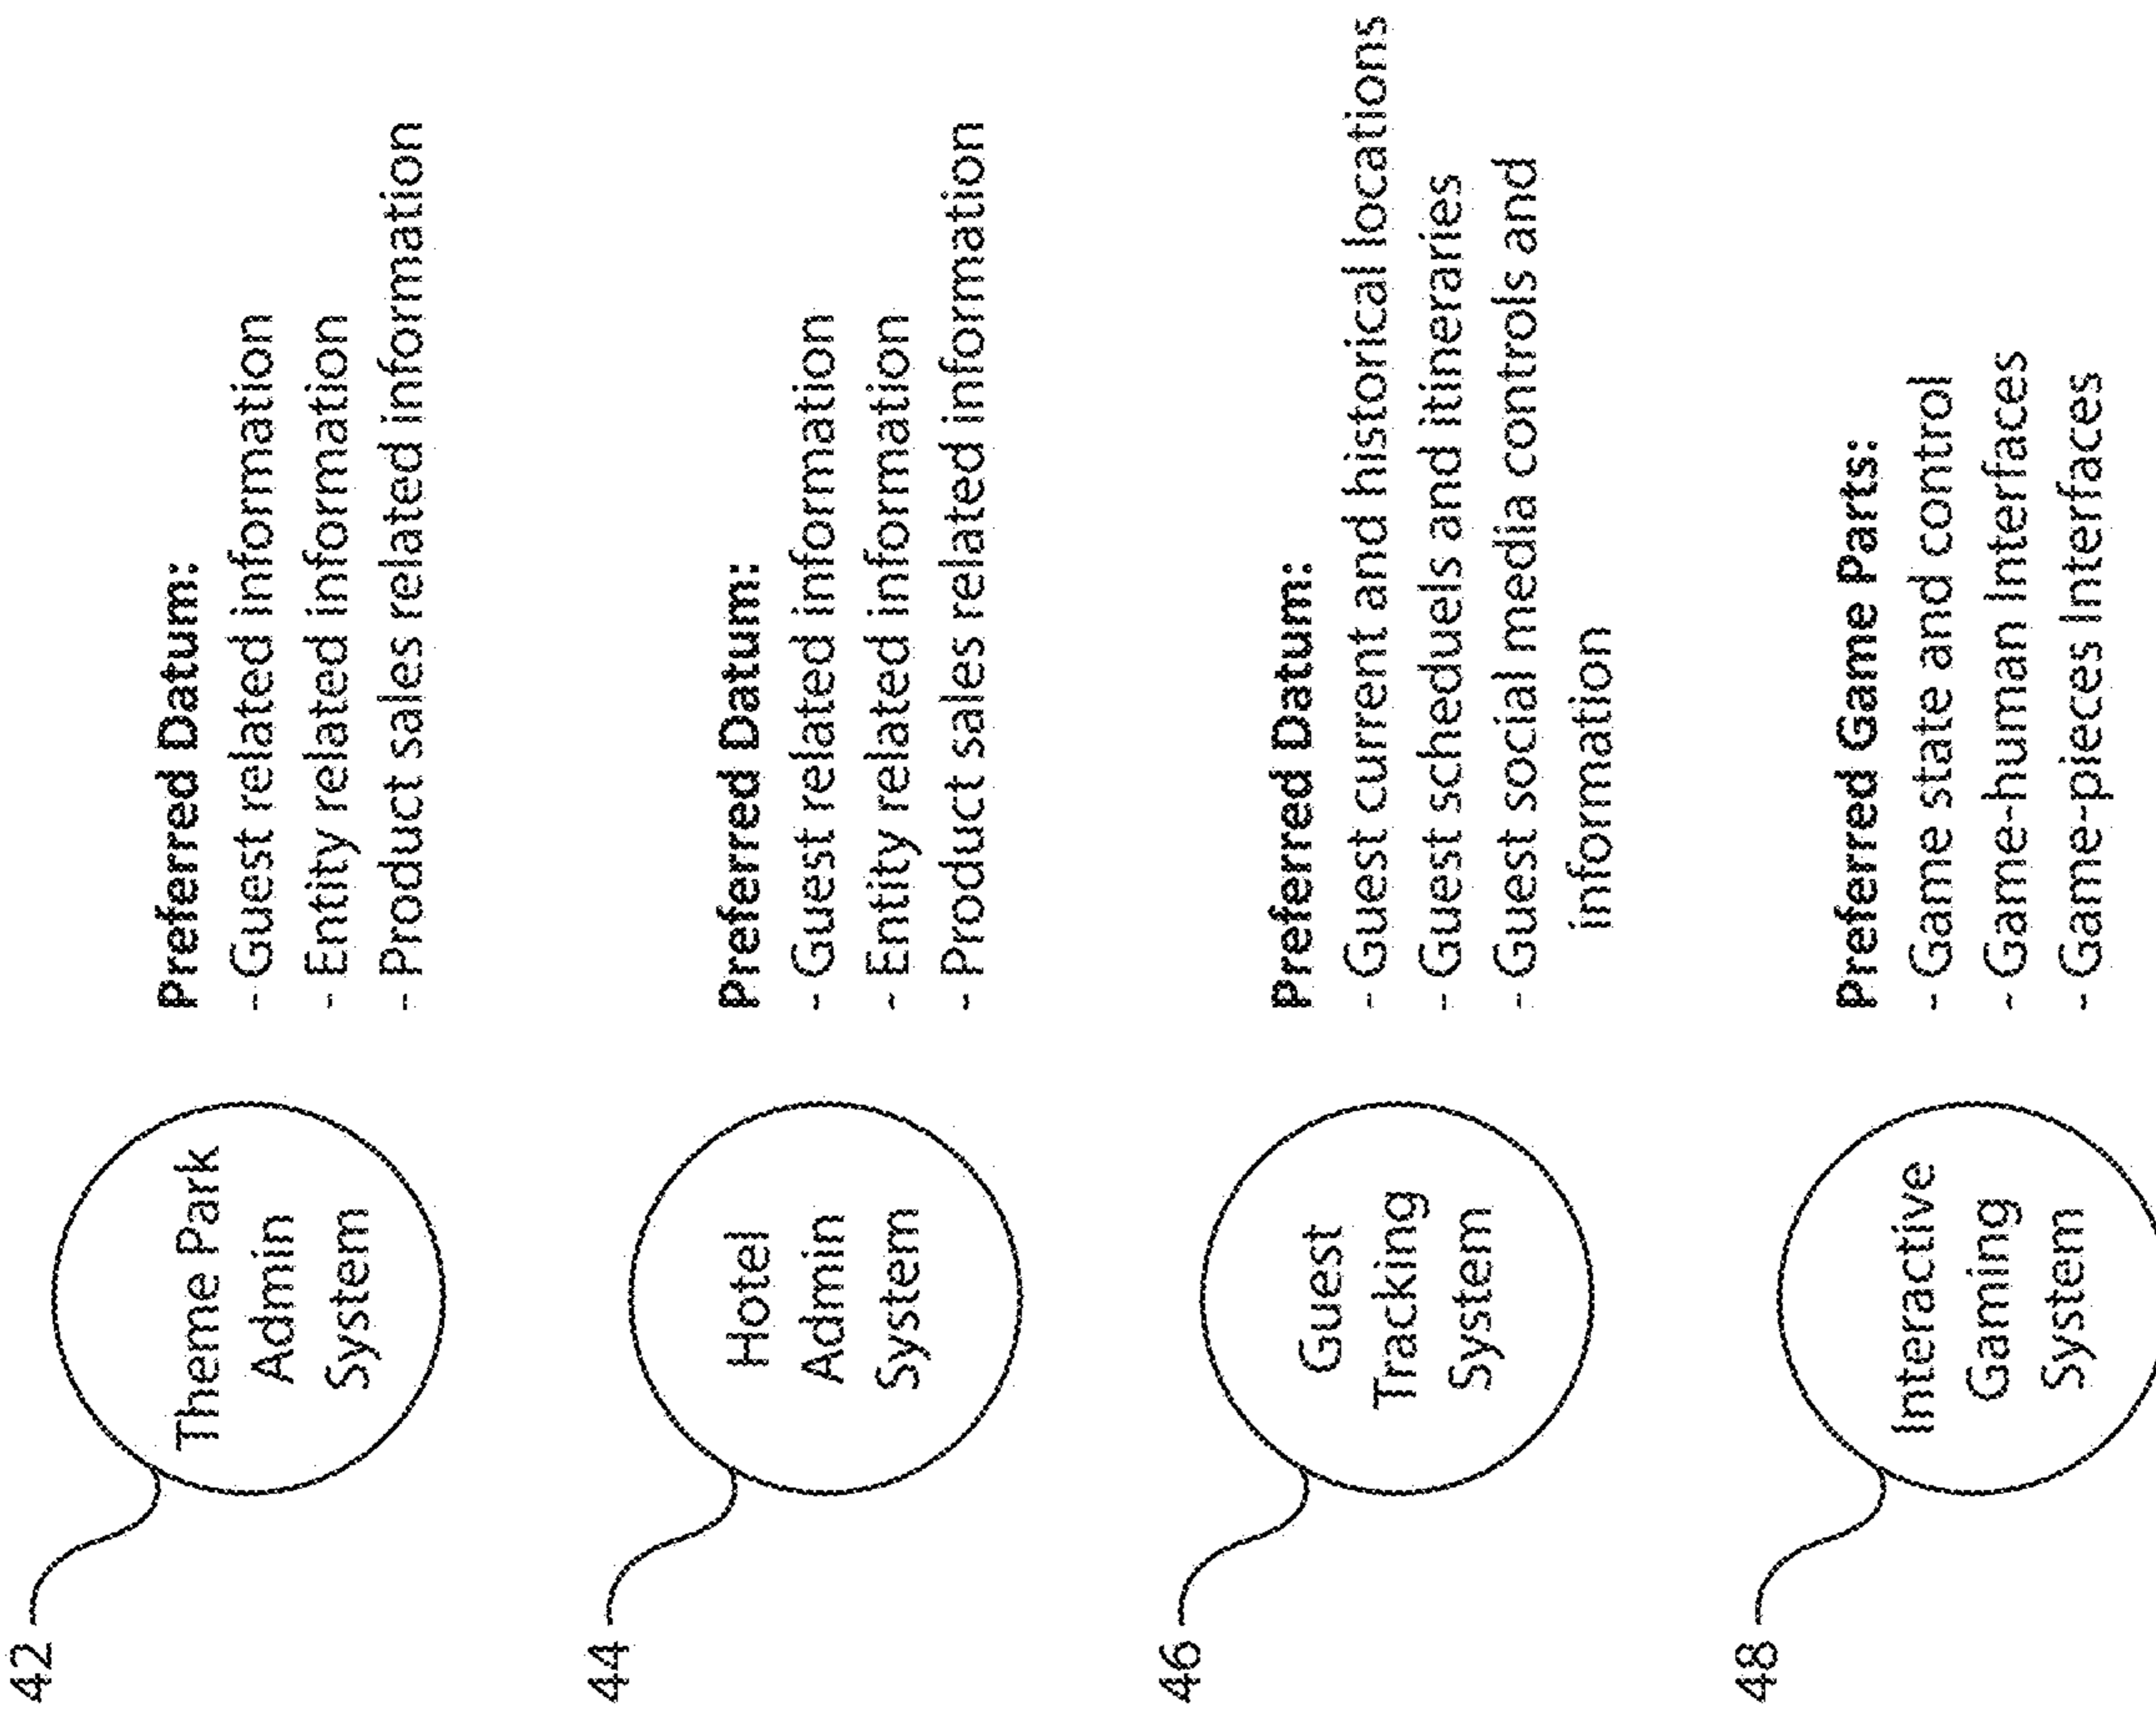 42
Theme Park
Admin
System
Preferred Datum:
- Guest related information
- Entity related information
- Product sales related information
44
Hotel
Admin
System
Preferred Datum:
- Guest related information
- Entity related information
- Product sales related information
46
Guest
Tracking
System
Preferred Datum:
- Guest current and historical locations
- Guest scheduels and itineraries
- Guest social media controls and
information
48
Interactive
Gaming
System
Preferred Game Parts:
- Game state and control
- Game-human Interfaces
- Game-pieces Interfaces